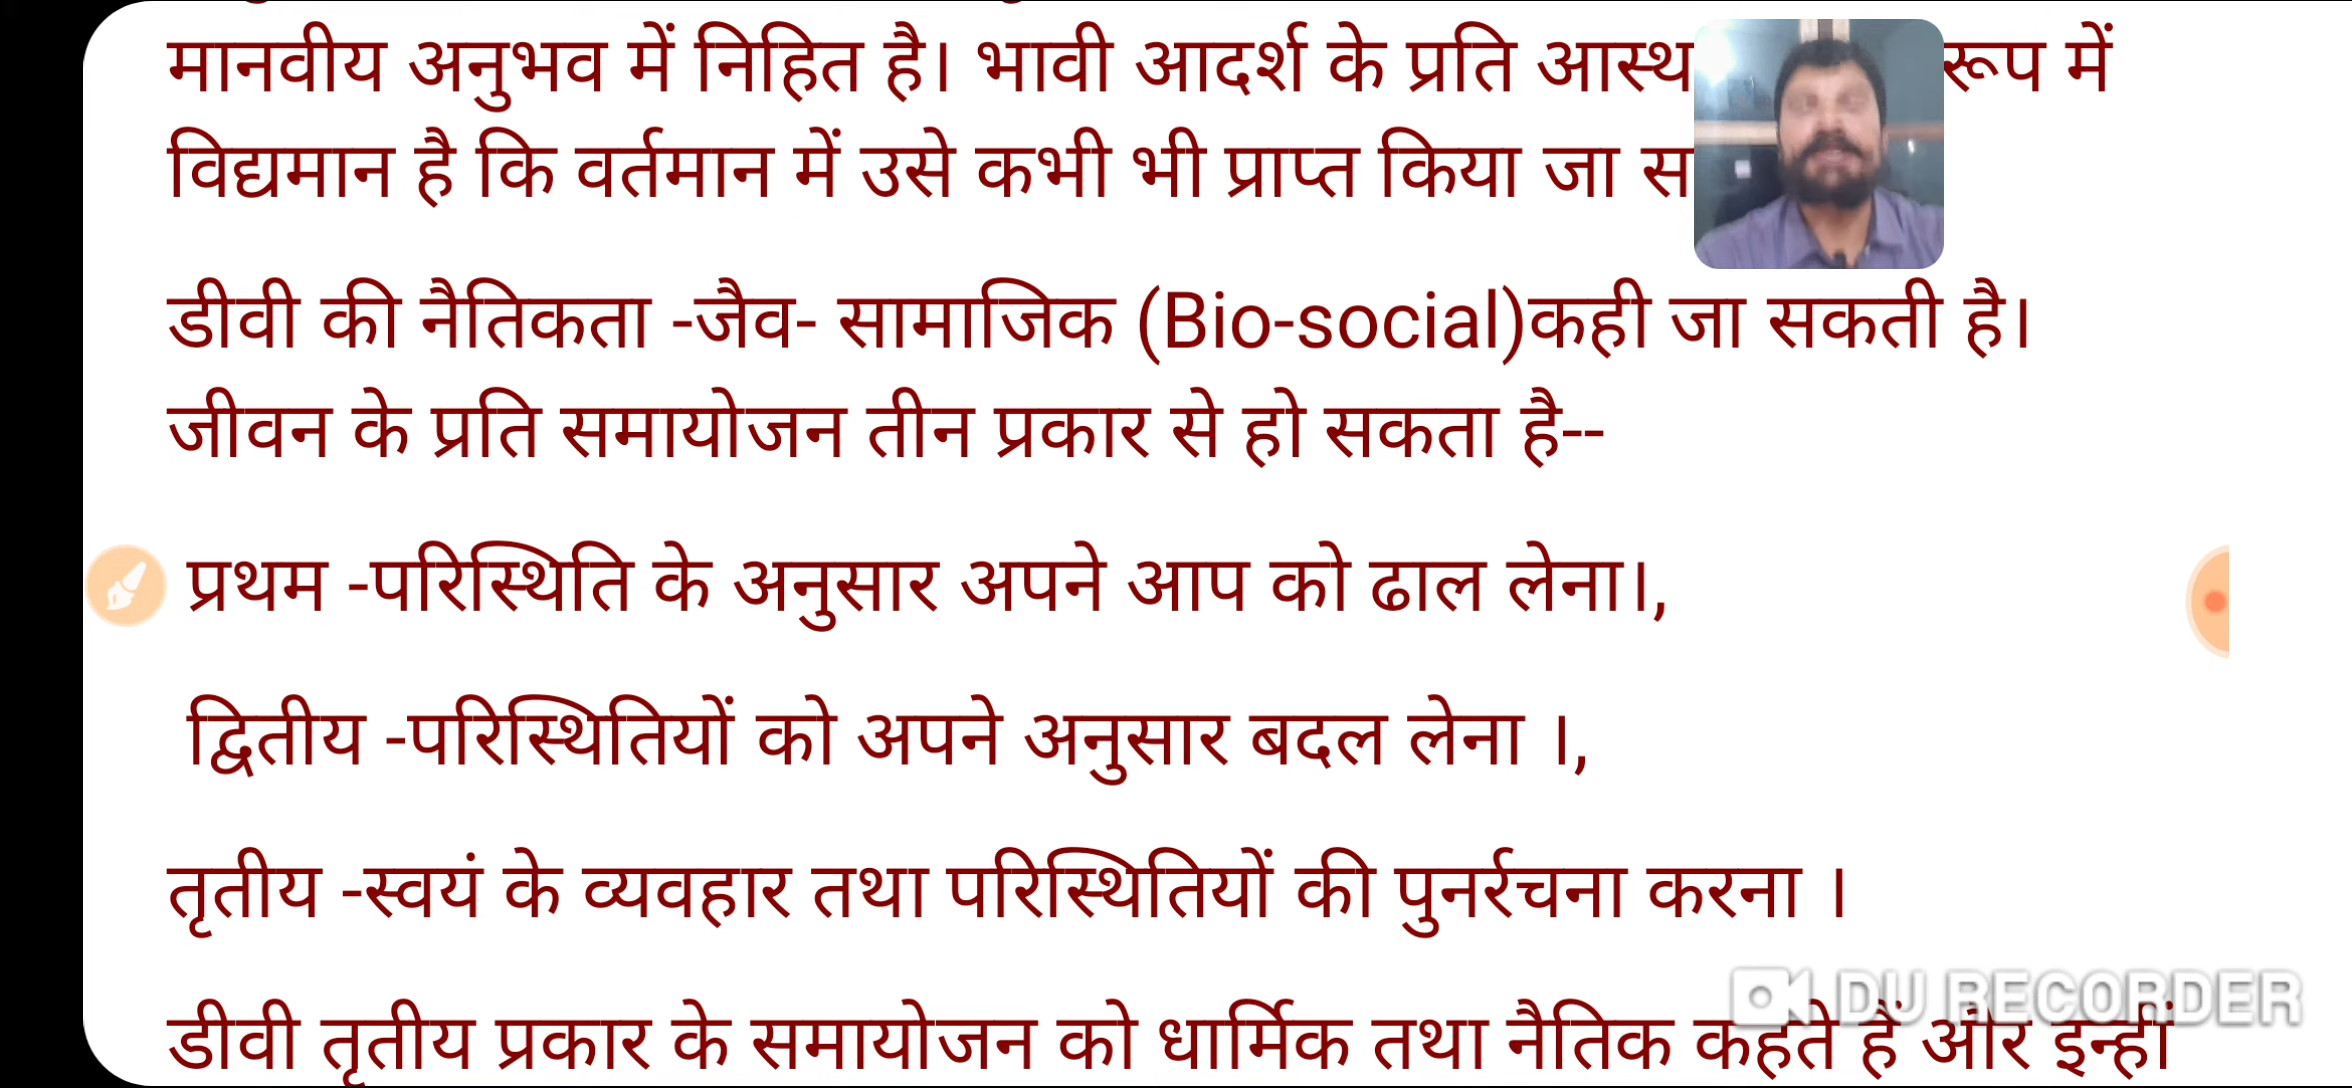 मानवीय अनुभव में निहित है। भावी आदर्श के प्रति रूप में
विद्यमान है कि वर्तमान में उसे कभी भी प्राप्त किया जा
डीवी की नैतिकता -जैव- सामाजिक (Bio-social)कही जा सकती है।
जीवन के प्रति समायोजन तीन प्रकार से हो सकता है--
प्रथम -परिस्थिति के अनुसार अपने आप को ढाल लेना।,
द्वितीय -परिस्थितियों को अपने अनुसार बदल लेना ।,
तृतीय -स्वयं के व्यवहार तथा परिस्थितियों की पुनर्रचना करना ।
DU RECORDER
डीवी तृतीय प्रकार के समायोजन को धार्मिक तथा नैतिक कहते हैं और इन्हीं